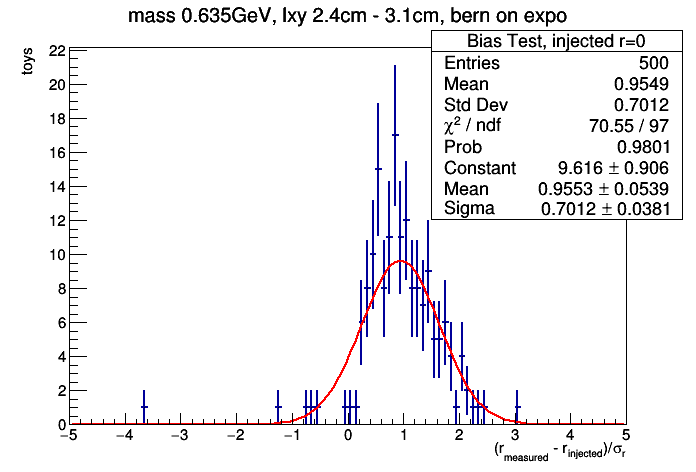 mass 0.635GeV, lxy 2.4cm - 3.1cm, bern on expo
Bias Test, injected r=0
Entries 500
Mean 0.9549
Std Dev 0.7012
χ² / ndf 70.55 / 97
Prob 0.9801
Constant 9.616 ± 0.906
Mean 0.9553 ± 0.0539
Sigma 0.7012 ± 0.0381
toys
22
20
18
16
14
12
10
8
6
4
2
0
−5 −4 −3 −2 −1 0 1 2 3 4 5
(r_measured - r_injected)/σ_r